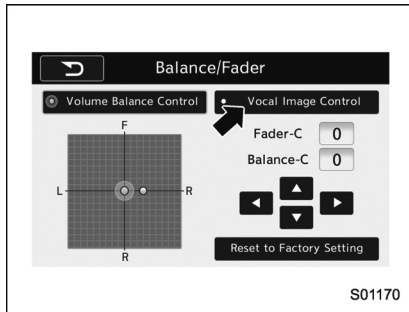 Balance/Fader
Volume Balance Control
Vocal Image Control
F
L
R
R
Fader-C 0
Balance-C 0
Reset to Factory Setting
S01170